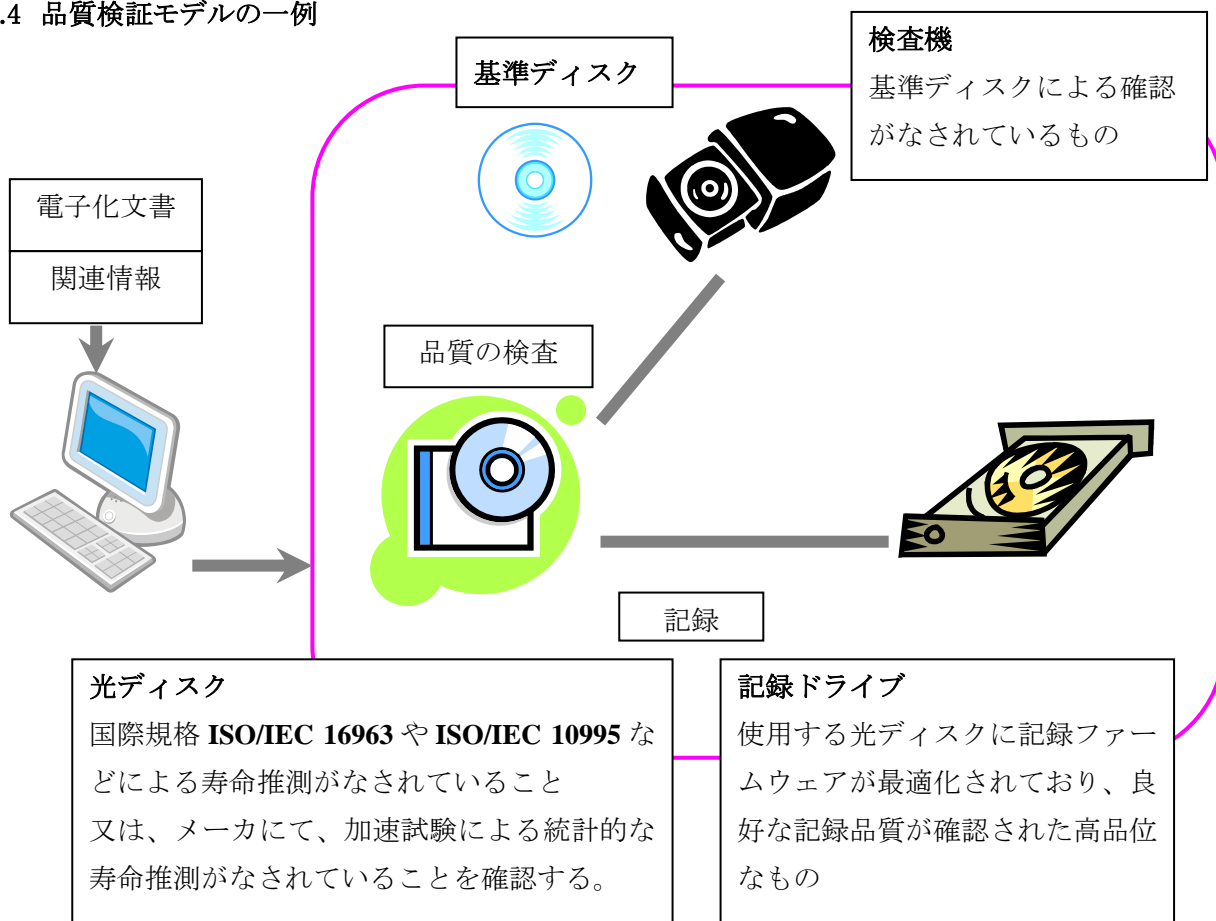 .4 品質検証モデルの一例
基準ディスク
検査機
基準ディスクによる確認
がなされているもの
電子化文書
関連情報
品質の検査
記録
光ディスク
国際規格 ISO/IEC 16963 や ISO/IEC 10995 な
どによる寿命推測がなされていること
又は、メーカにて、加速試験による統計的な
寿命推測がなされていることを確認する。
記録ドライブ
使用する光ディスクに記録ファー
ムウェアが最適化されており、良
好な記録品質が確認された高品位
なもの